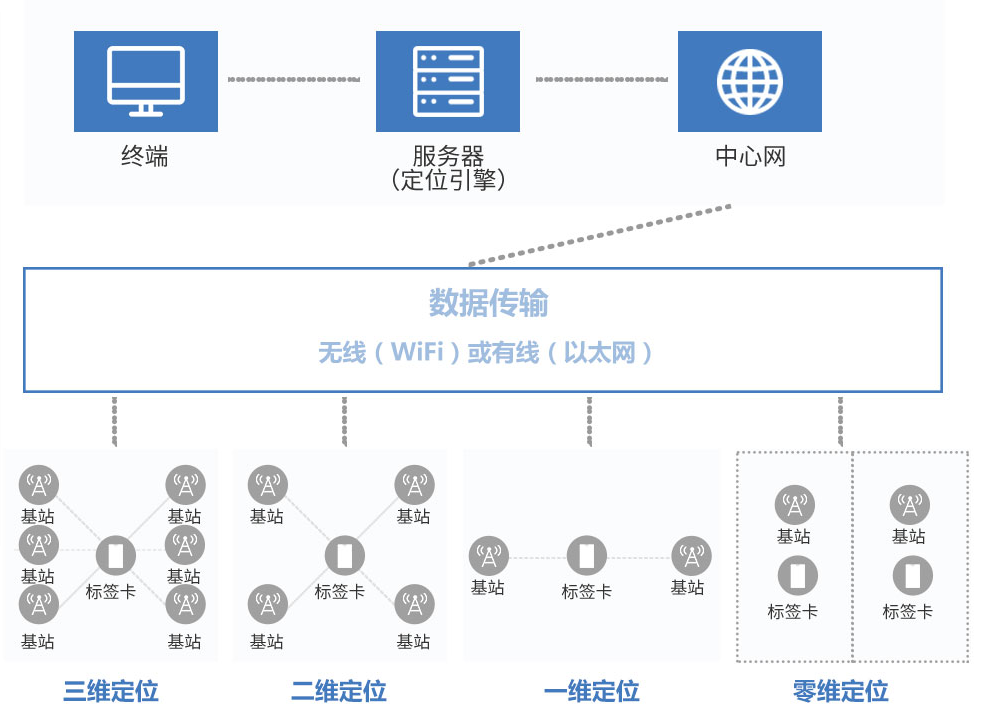 终端
服务器
（定位引擎）
中心网
数据传输
无线（WiFi）或有线（以太网）
基站
基站
基站
基站
基站
基站
标签卡
三维定位
基站
基站
标签卡
基站
基站
二维定位
基站
标签卡
基站
一维定位
基站
标签卡
基站
标签卡
零维定位